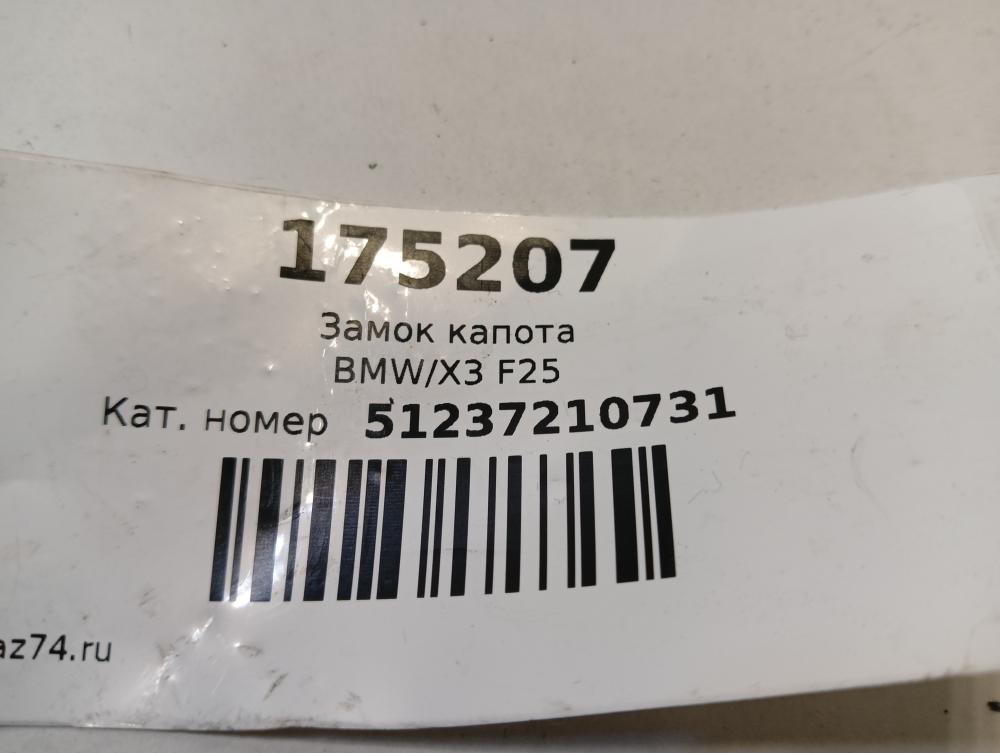 175207
Замок капота
BMW/X3 F25
Кат. номер 51237210731
az74.ru